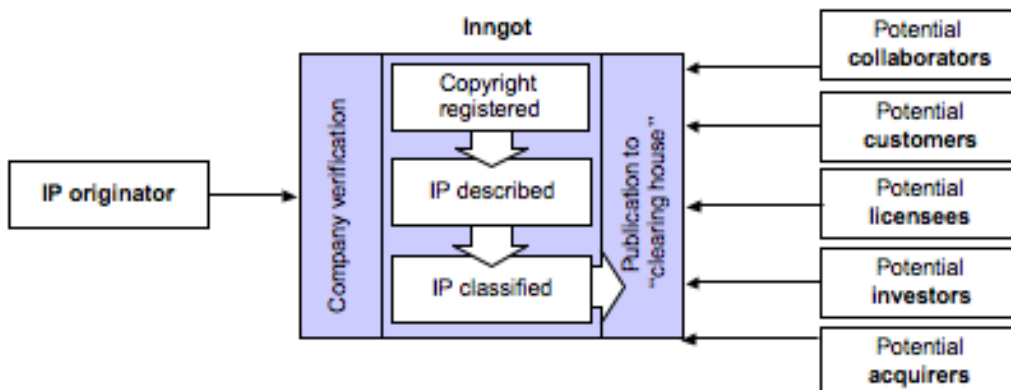 Inngot
IP originator
Company verification
Copyright
registered
IP described
IP classified
Publication to
“clearing house”
Potential
collaborators
Potential
customers
Potential
licensees
Potential
investors
Potential
acquirers